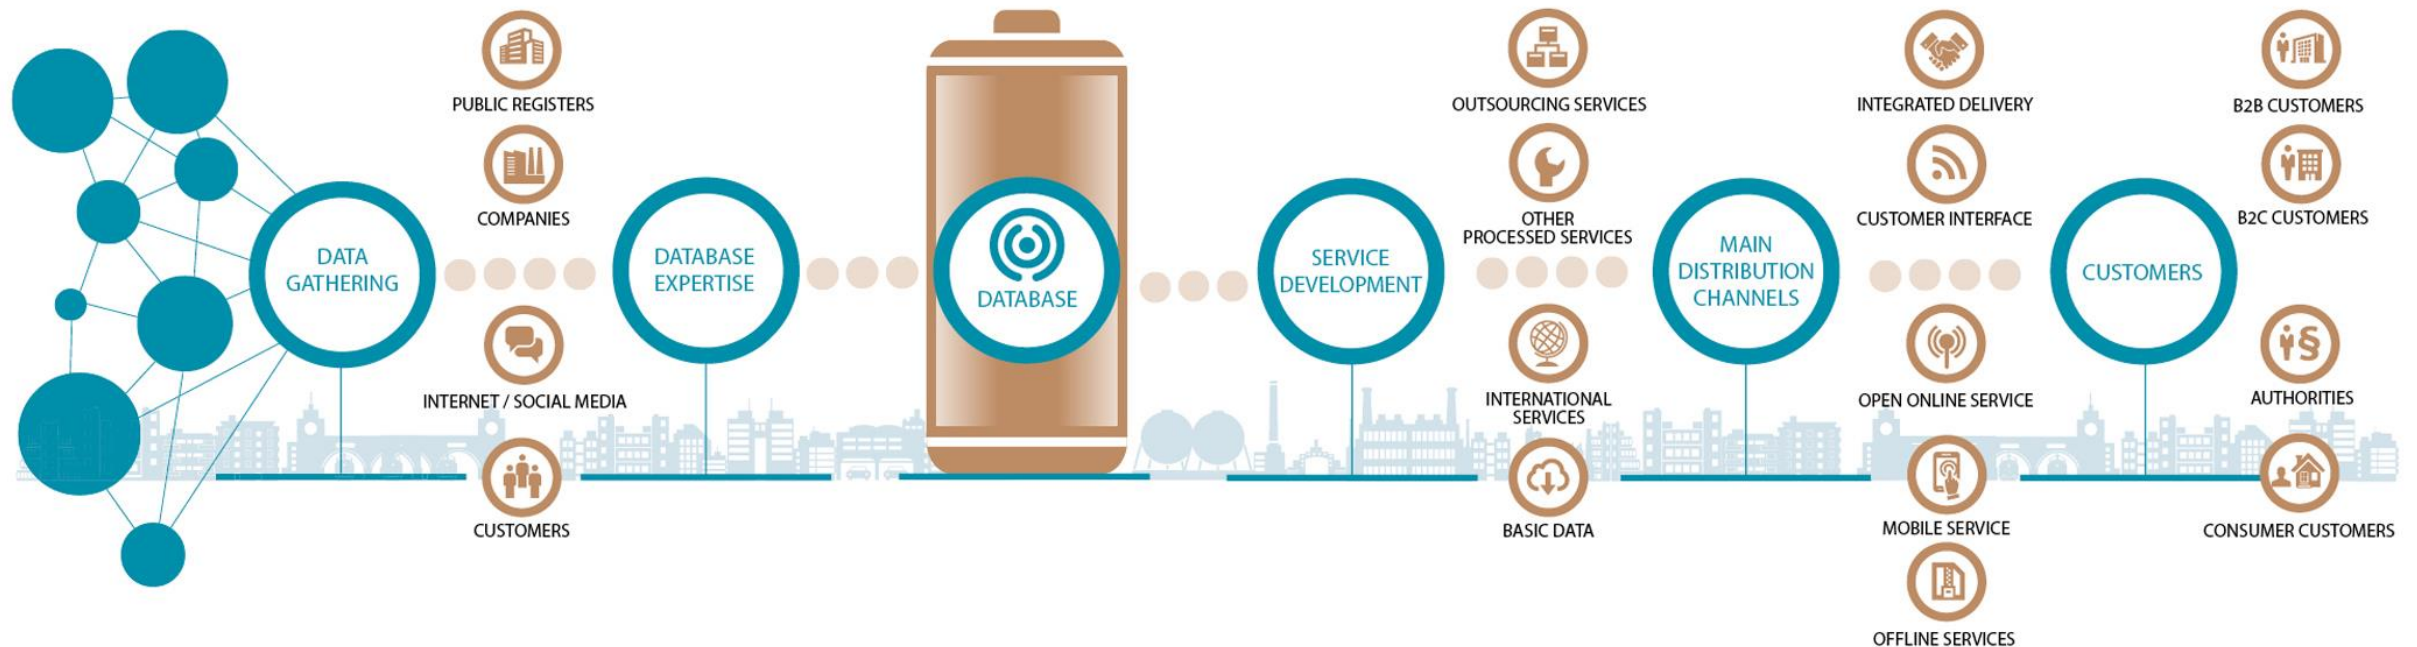 DATA
GATHERING
PUBLIC REGISTERS
COMPANIES
INTERNET / SOCIAL MEDIA
CUSTOMERS
DATABASE
EXPERTISE
DATABASE
SERVICE
DEVELOPMENT
OUTSOURCING SERVICES
OTHER
PROCESSED SERVICES
INTERNATIONAL
SERVICES
BASIC DATA
MAIN
DISTRIBUTION
CHANNELS
INTEGRATED DELIVERY
CUSTOMER INTERFACE
OPEN ONLINE SERVICE
MOBILE SERVICE
OFFLINE SERVICES
CUSTOMERS
B2B CUSTOMERS
B2C CUSTOMERS
§
AUTHORITIES
CONSUMER CUSTOMERS